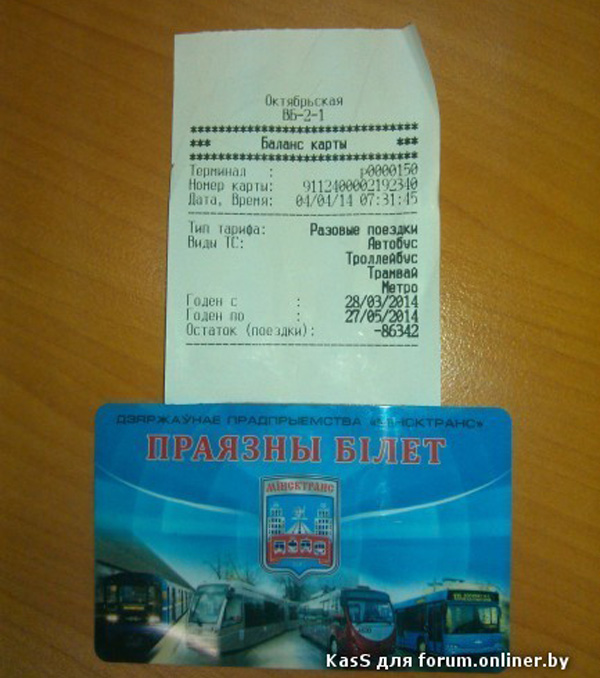 Октябрьская
ВБ-2-1
********************************
*** Баланс карты ***
********************************
Терминал : p0000150
Номер карты: 9112400002192340
Дата, Время: 04/04/14 07:31:45
Тип тарифа: Разовые поездки
Виды ТС: Автобус
Троллейбус
Трамвай
Метро
Годен с : 28/03/2014
Годен по : 27/05/2014
Остаток (поездки): -86342
ДЗЯРЖАЎНАЕ ПРАДПРЫЕМСТВА «МІНСКТРАНС»
ПРАЯЗНЫ БІЛЕТ
МІНСКТРАНС
KasS для forum.onliner.by